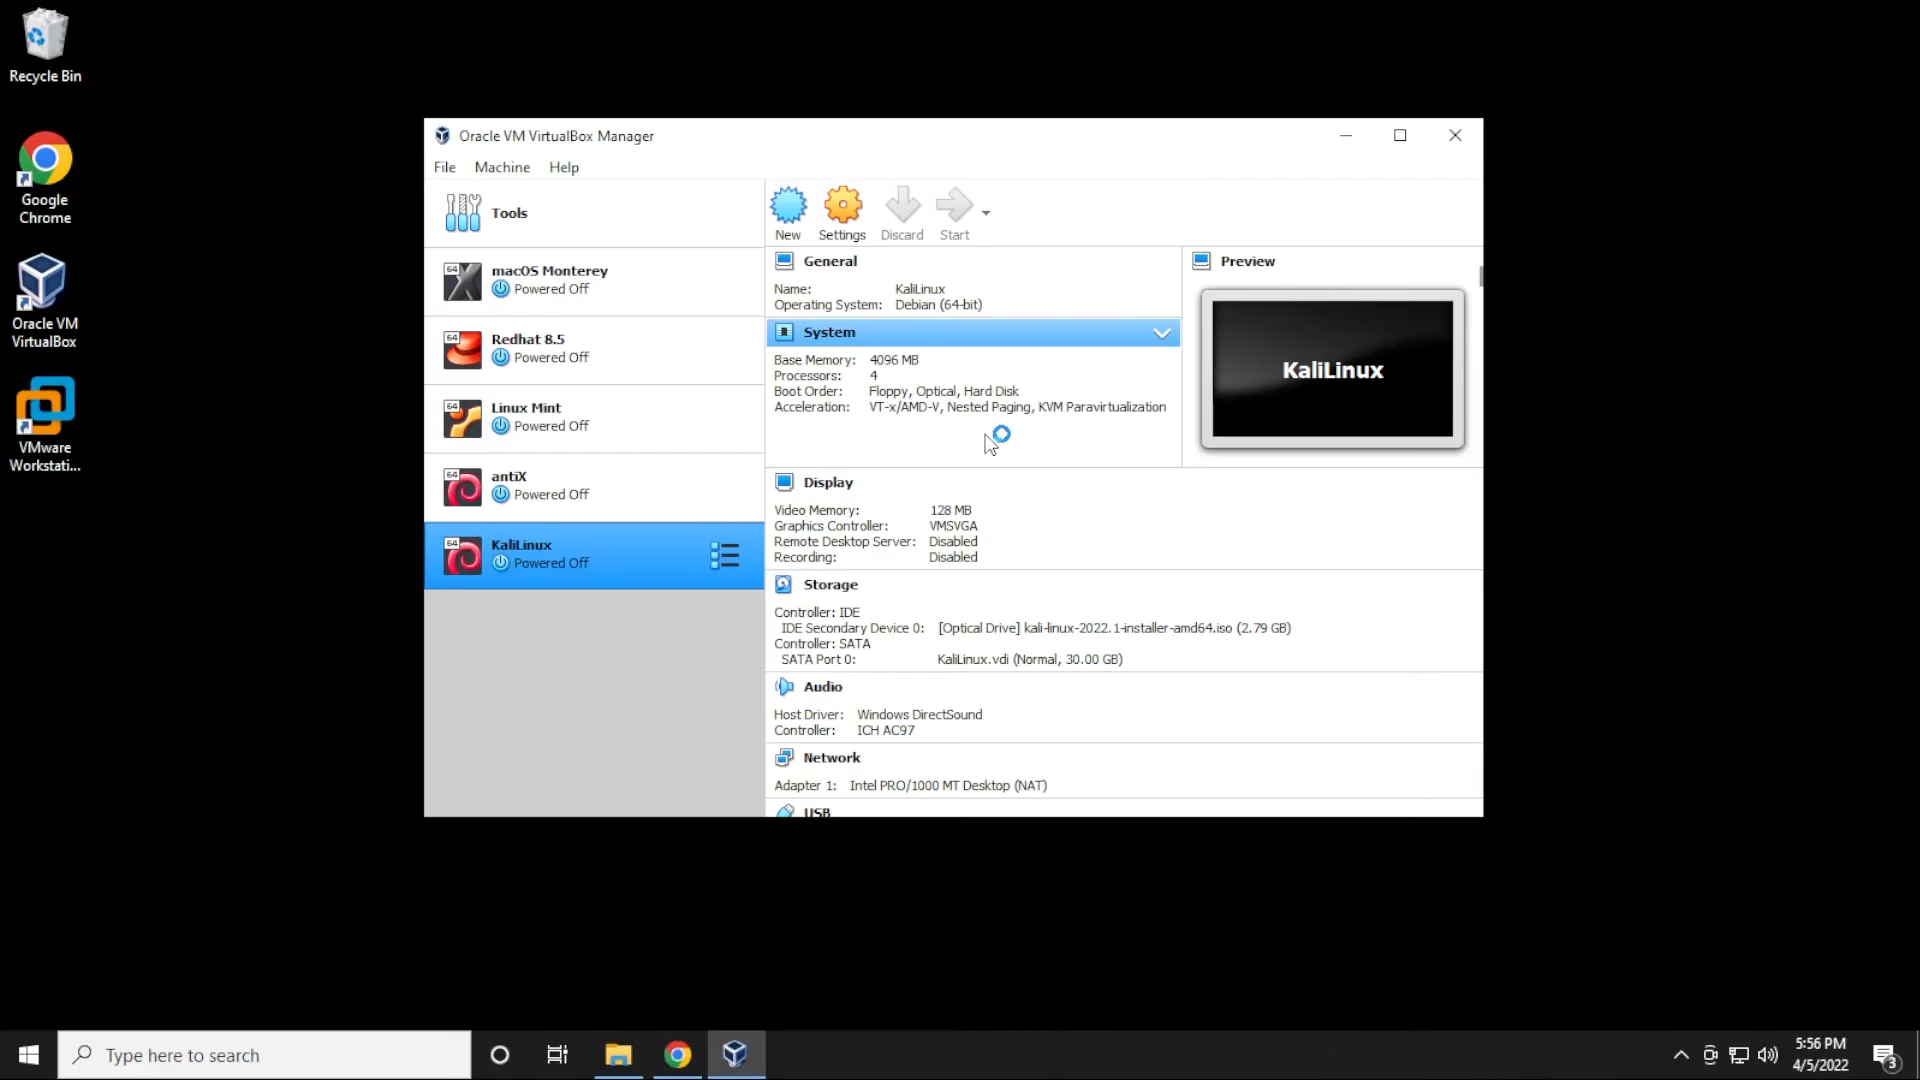 Recycle Bin
Google
Chrome
Oracle VM
VirtualBox
VMware
Workstati...
Oracle VM VirtualBox Manager
File Machine Help
Tools
New Settings Discard Start
64 macOS Monterey
Powered Off
64 Redhat 8.5
Powered Off
64 Linux Mint
Powered Off
64 antiX
Powered Off
64 KaliLinux
Powered Off
General
Name: KaliLinux
Operating System: Debian (64-bit)
System
Base Memory: 4096 MB
Processors: 4
Boot Order: Floppy, Optical, Hard Disk
Acceleration: VT-x/AMD-V, Nested Paging, KVM Paravirtualization
Preview
KaliLinux
Display
Video Memory: 128 MB
Graphics Controller: VMSVGA
Remote Desktop Server: Disabled
Recording: Disabled
Storage
Controller: IDE
IDE Secondary Device 0: [Optical Drive] kali-linux-2022.1-installer-amd64.iso (2.79 GB)
Controller: SATA
SATA Port 0: KaliLinux.vdi (Normal, 30.00 GB)
Audio
Host Driver: Windows DirectSound
Controller: ICH AC97
Network
Adapter 1: Intel PRO/1000 MT Desktop (NAT)
USB
Type here to search
5:56 PM
4/5/2022
3